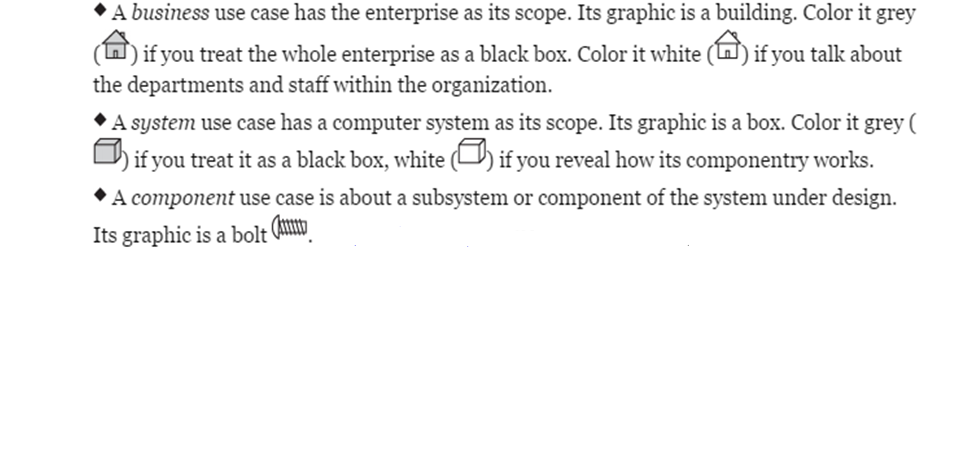 ◆ A business use case has the enterprise as its scope. Its graphic is a building. Color it grey
() if you treat the whole enterprise as a black box. Color it white () if you talk about
the departments and staff within the organization.
◆ A system use case has a computer system as its scope. Its graphic is a box. Color it grey (
) if you treat it as a black box, white () if you reveal how its componentry works.
◆ A component use case is about a subsystem or component of the system under design.
Its graphic is a bolt .